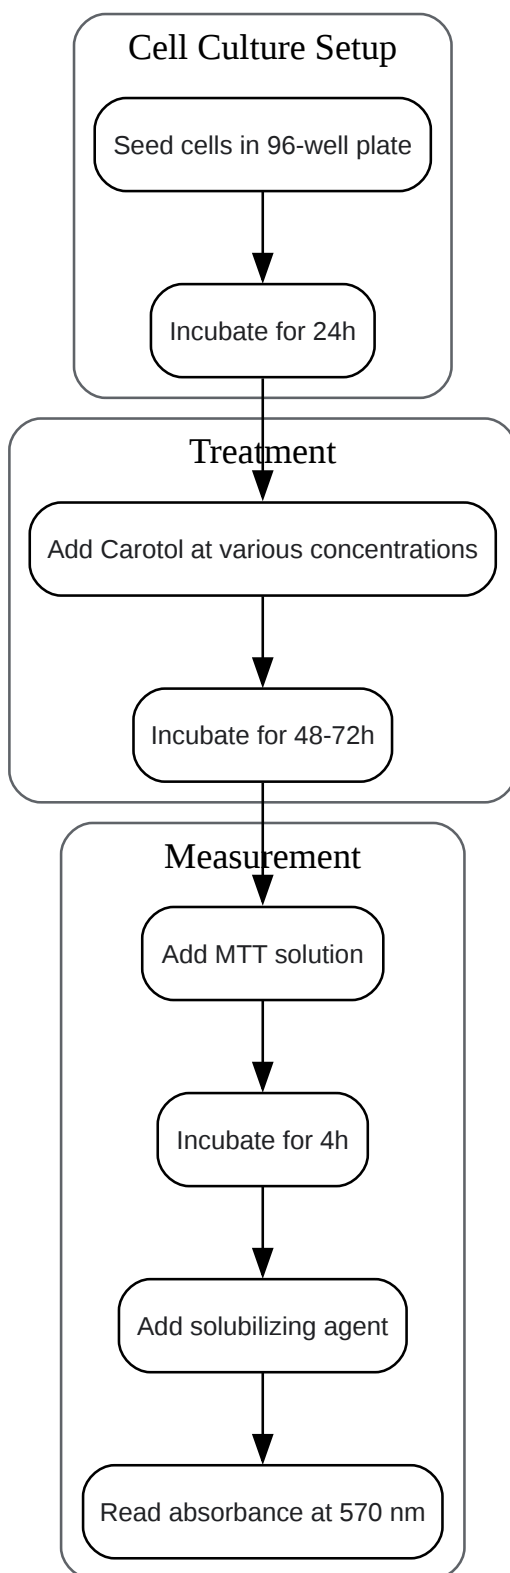 Cell Culture Setup
Seed cells in 96-well plate
Incubate for 24h
Treatment
Add Carotol at various concentrations
Incubate for 48-72h
Measurement
Add MTT solution
Incubate for 4h
Add solubilizing agent
Read absorbance at 570 nm